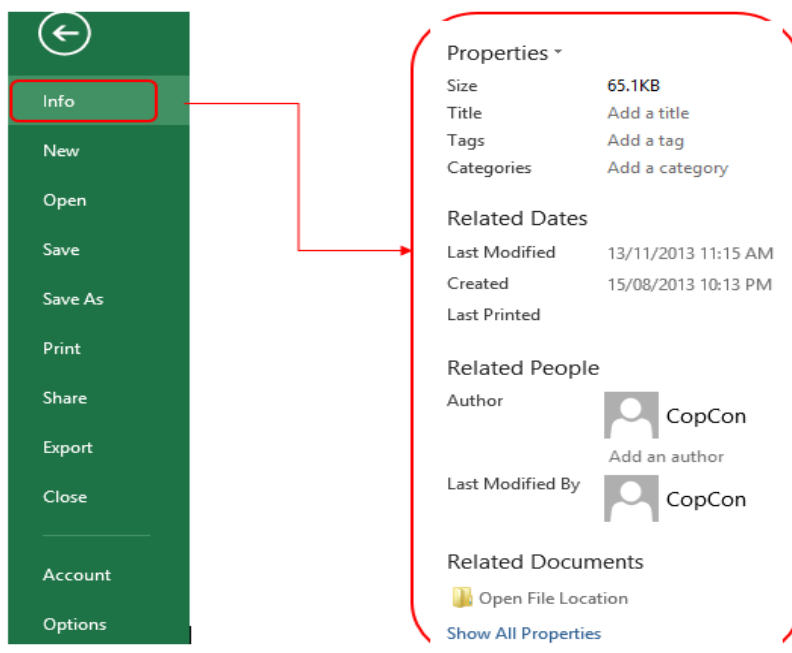 Info
New
Open
Save
Save As
Print
Share
Export
Close
Account
Options
Properties
Size 65.1KB
Title Add a title
Tags Add a tag
Categories Add a category
Related Dates
Last Modified 13/11/2013 11:15 AM
Created 15/08/2013 10:13 PM
Last Printed
Related People
Author CopCon
Add an author
Last Modified By CopCon
Related Documents
Open File Location
Show All Properties